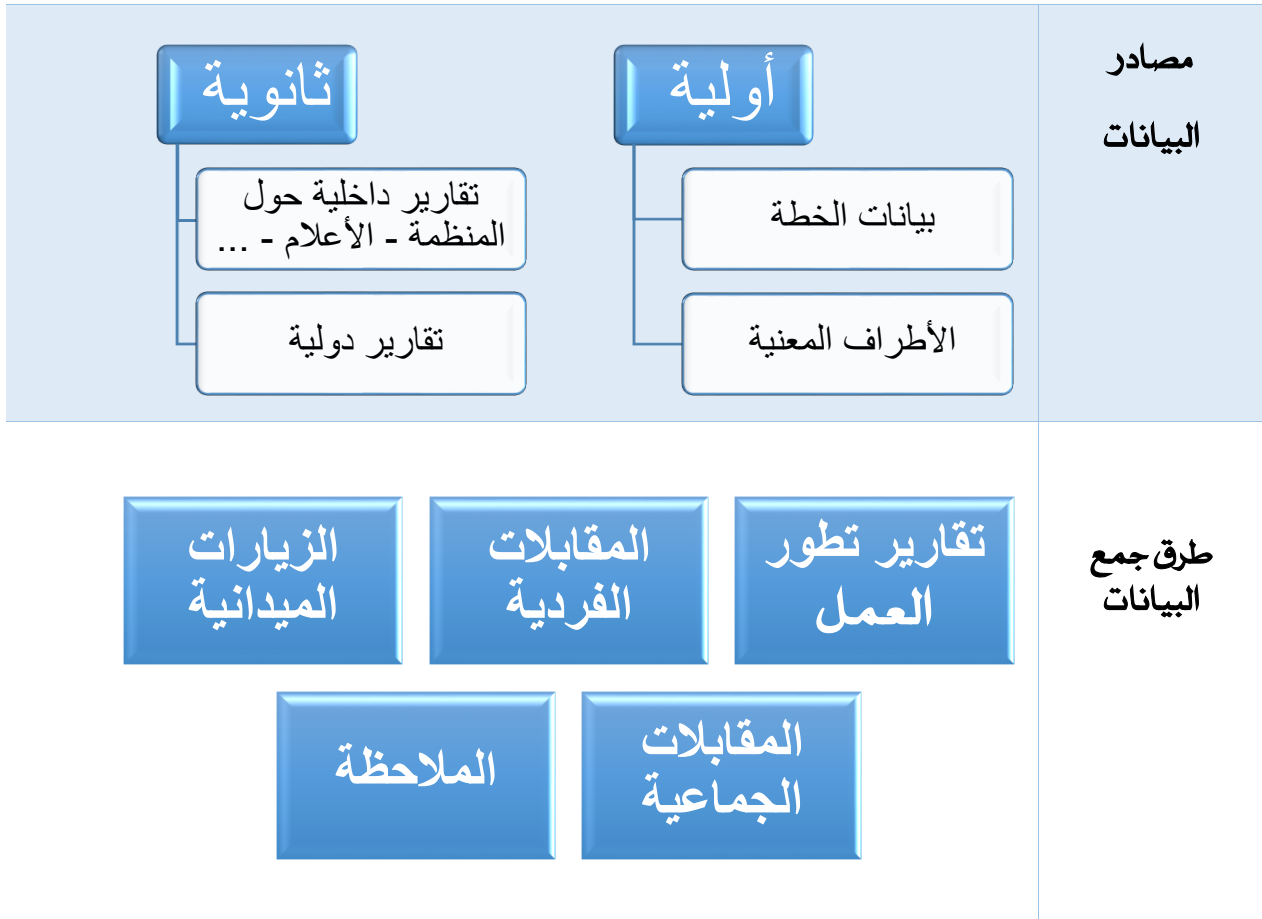 مصادر
البيانات
أولية
بيانات الخطة
الأطراف المعنية
ثانوية
تقارير داخلية حول
المنظمة - الأعلام - ...
تقارير دولية
طرق جمع
البيانات
تقارير تطور
العمل
المقابلات
الفردية
الزيارات
الميدانية
المقابلات
الجماعية
الملاحظة